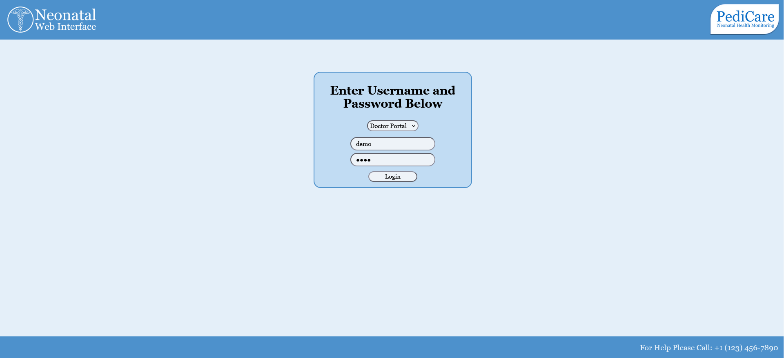 Neonatal
Web Interface
PediCare
Neonatal Health Monitoring
Enter Username and
Password Below
Doctor Portal
demo
●●●●
Login
For Help Please Call: +1 (123) 456-7890